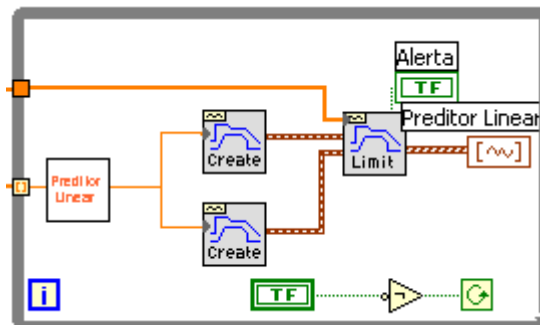 Alerta
TF
Preditor Linear
Create
Limit
Preditor
Linear
Create
i
TF